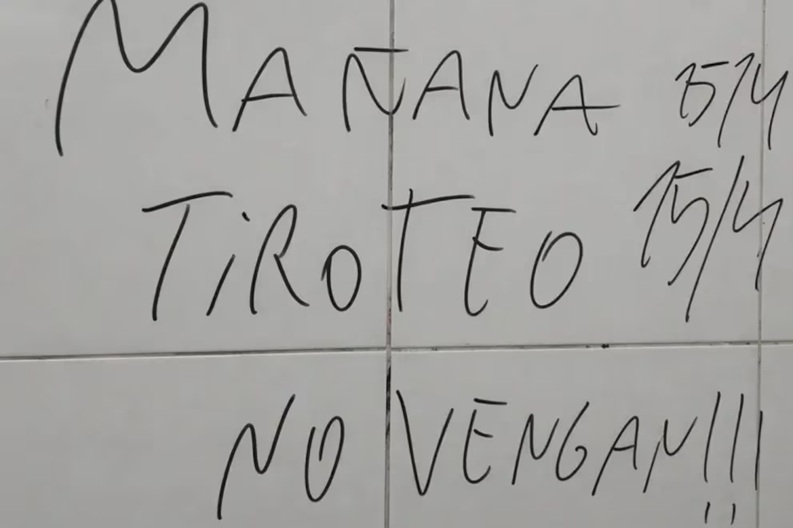 MAÑANA 15/4
TiROTEO 15/4
NO VENGAN!!!